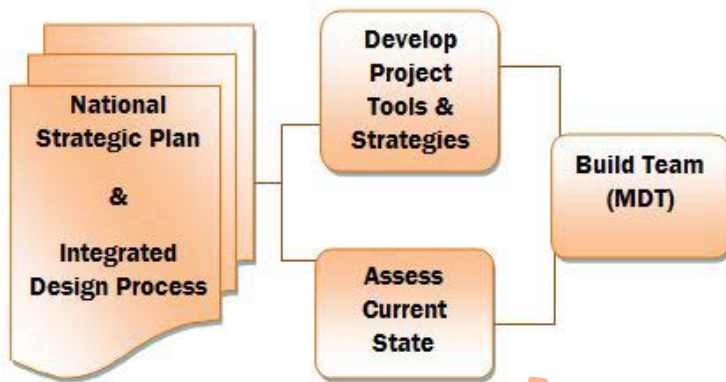 National
Strategic Plan
&
Integrated
Design Process
Develop
Project
Tools &
Strategies
Assess
Current
State
Build Team
(MDT)